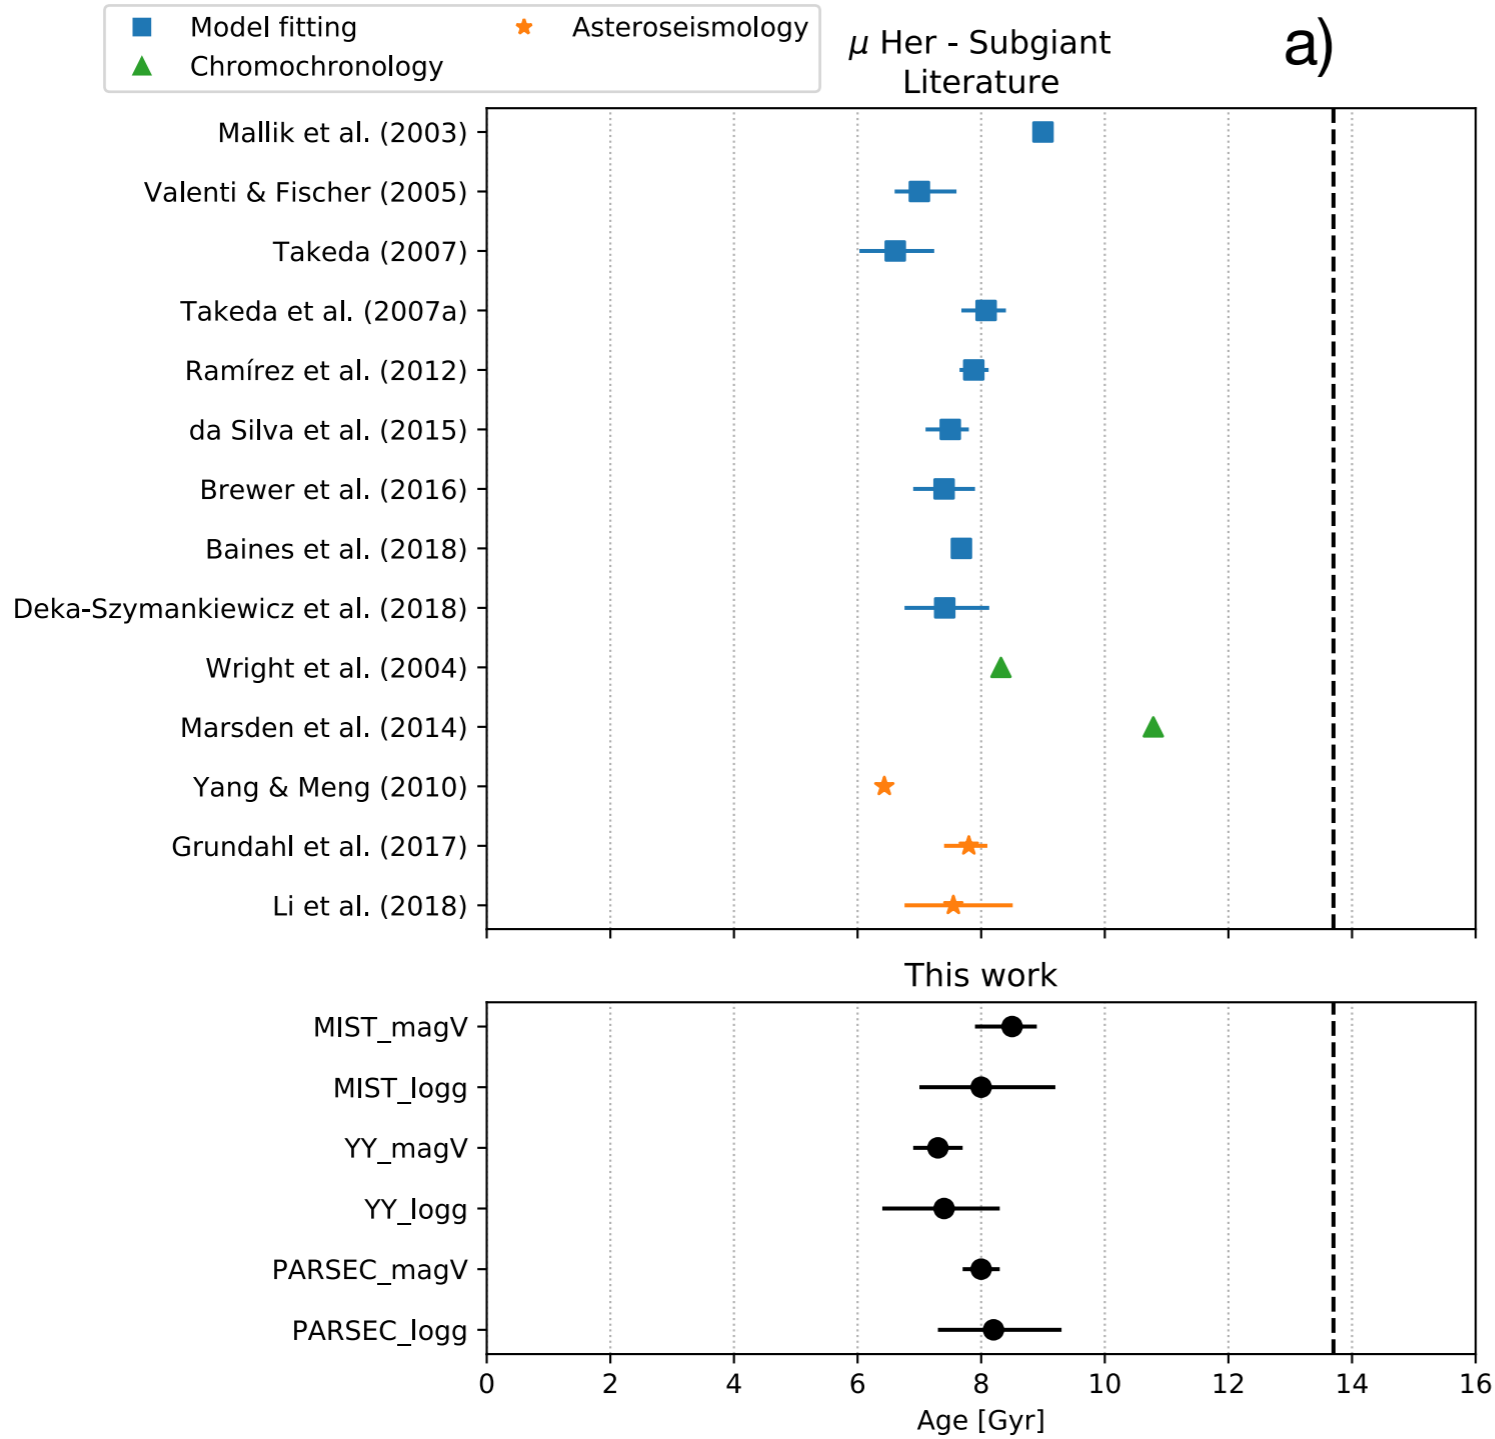 Model fitting
Asteroseismology
Chromochronology
μ Her - Subgiant
Literature
a)
Mallik et al. (2003)
Valenti & Fischer (2005)
Takeda (2007)
Takeda et al. (2007a)
Ramírez et al. (2012)
da Silva et al. (2015)
Brewer et al. (2016)
Baines et al. (2018)
Deka-Szymankiewicz et al. (2018)
Wright et al. (2004)
Marsden et al. (2014)
Yang & Meng (2010)
Grundahl et al. (2017)
Li et al. (2018)
This work
MIST_magV
MIST_logg
YY_magV
YY_logg
PARSEC_magV
PARSEC_logg
0 2 4 6 8 10 12 14 16
Age [Gyr]